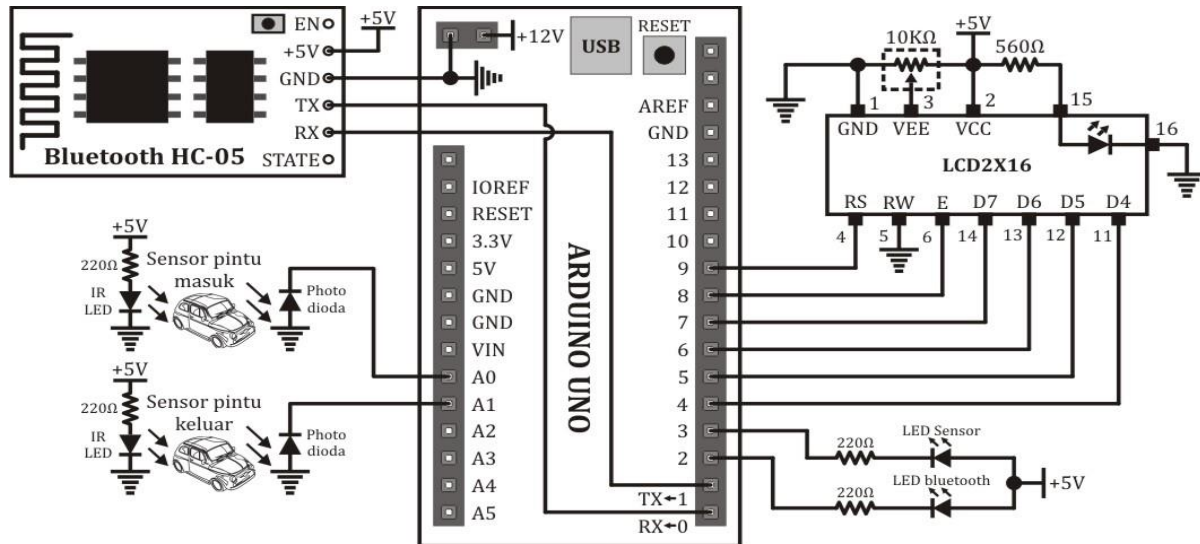 EN
+5V
GND
TX
RX
STATE
Bluetooth HC-05
+5V
+12V
USB
RESET
ARDUINO UNO
IOREF
RESET
3.3V
5V
GND
GND
VIN
A0
A1
A2
A3
A4
A5
AREF
GND
13
12
11
10
9
8
7
6
5
4
3
2
TX←1
RX←0
+5V
10KΩ
560Ω
1
3
2
15
16
GND
VEE
VCC
LCD2X16
RS
RW
E
D7
D6
D5
D4
4
5
6
14
13
12
11
+5V
220Ω
IR
LED
Sensor pintu
masuk
Photo
dioda
+5V
220Ω
IR
LED
Sensor pintu
keluar
Photo
dioda
LED Sensor
220Ω
LED bluetooth
220Ω
+5V